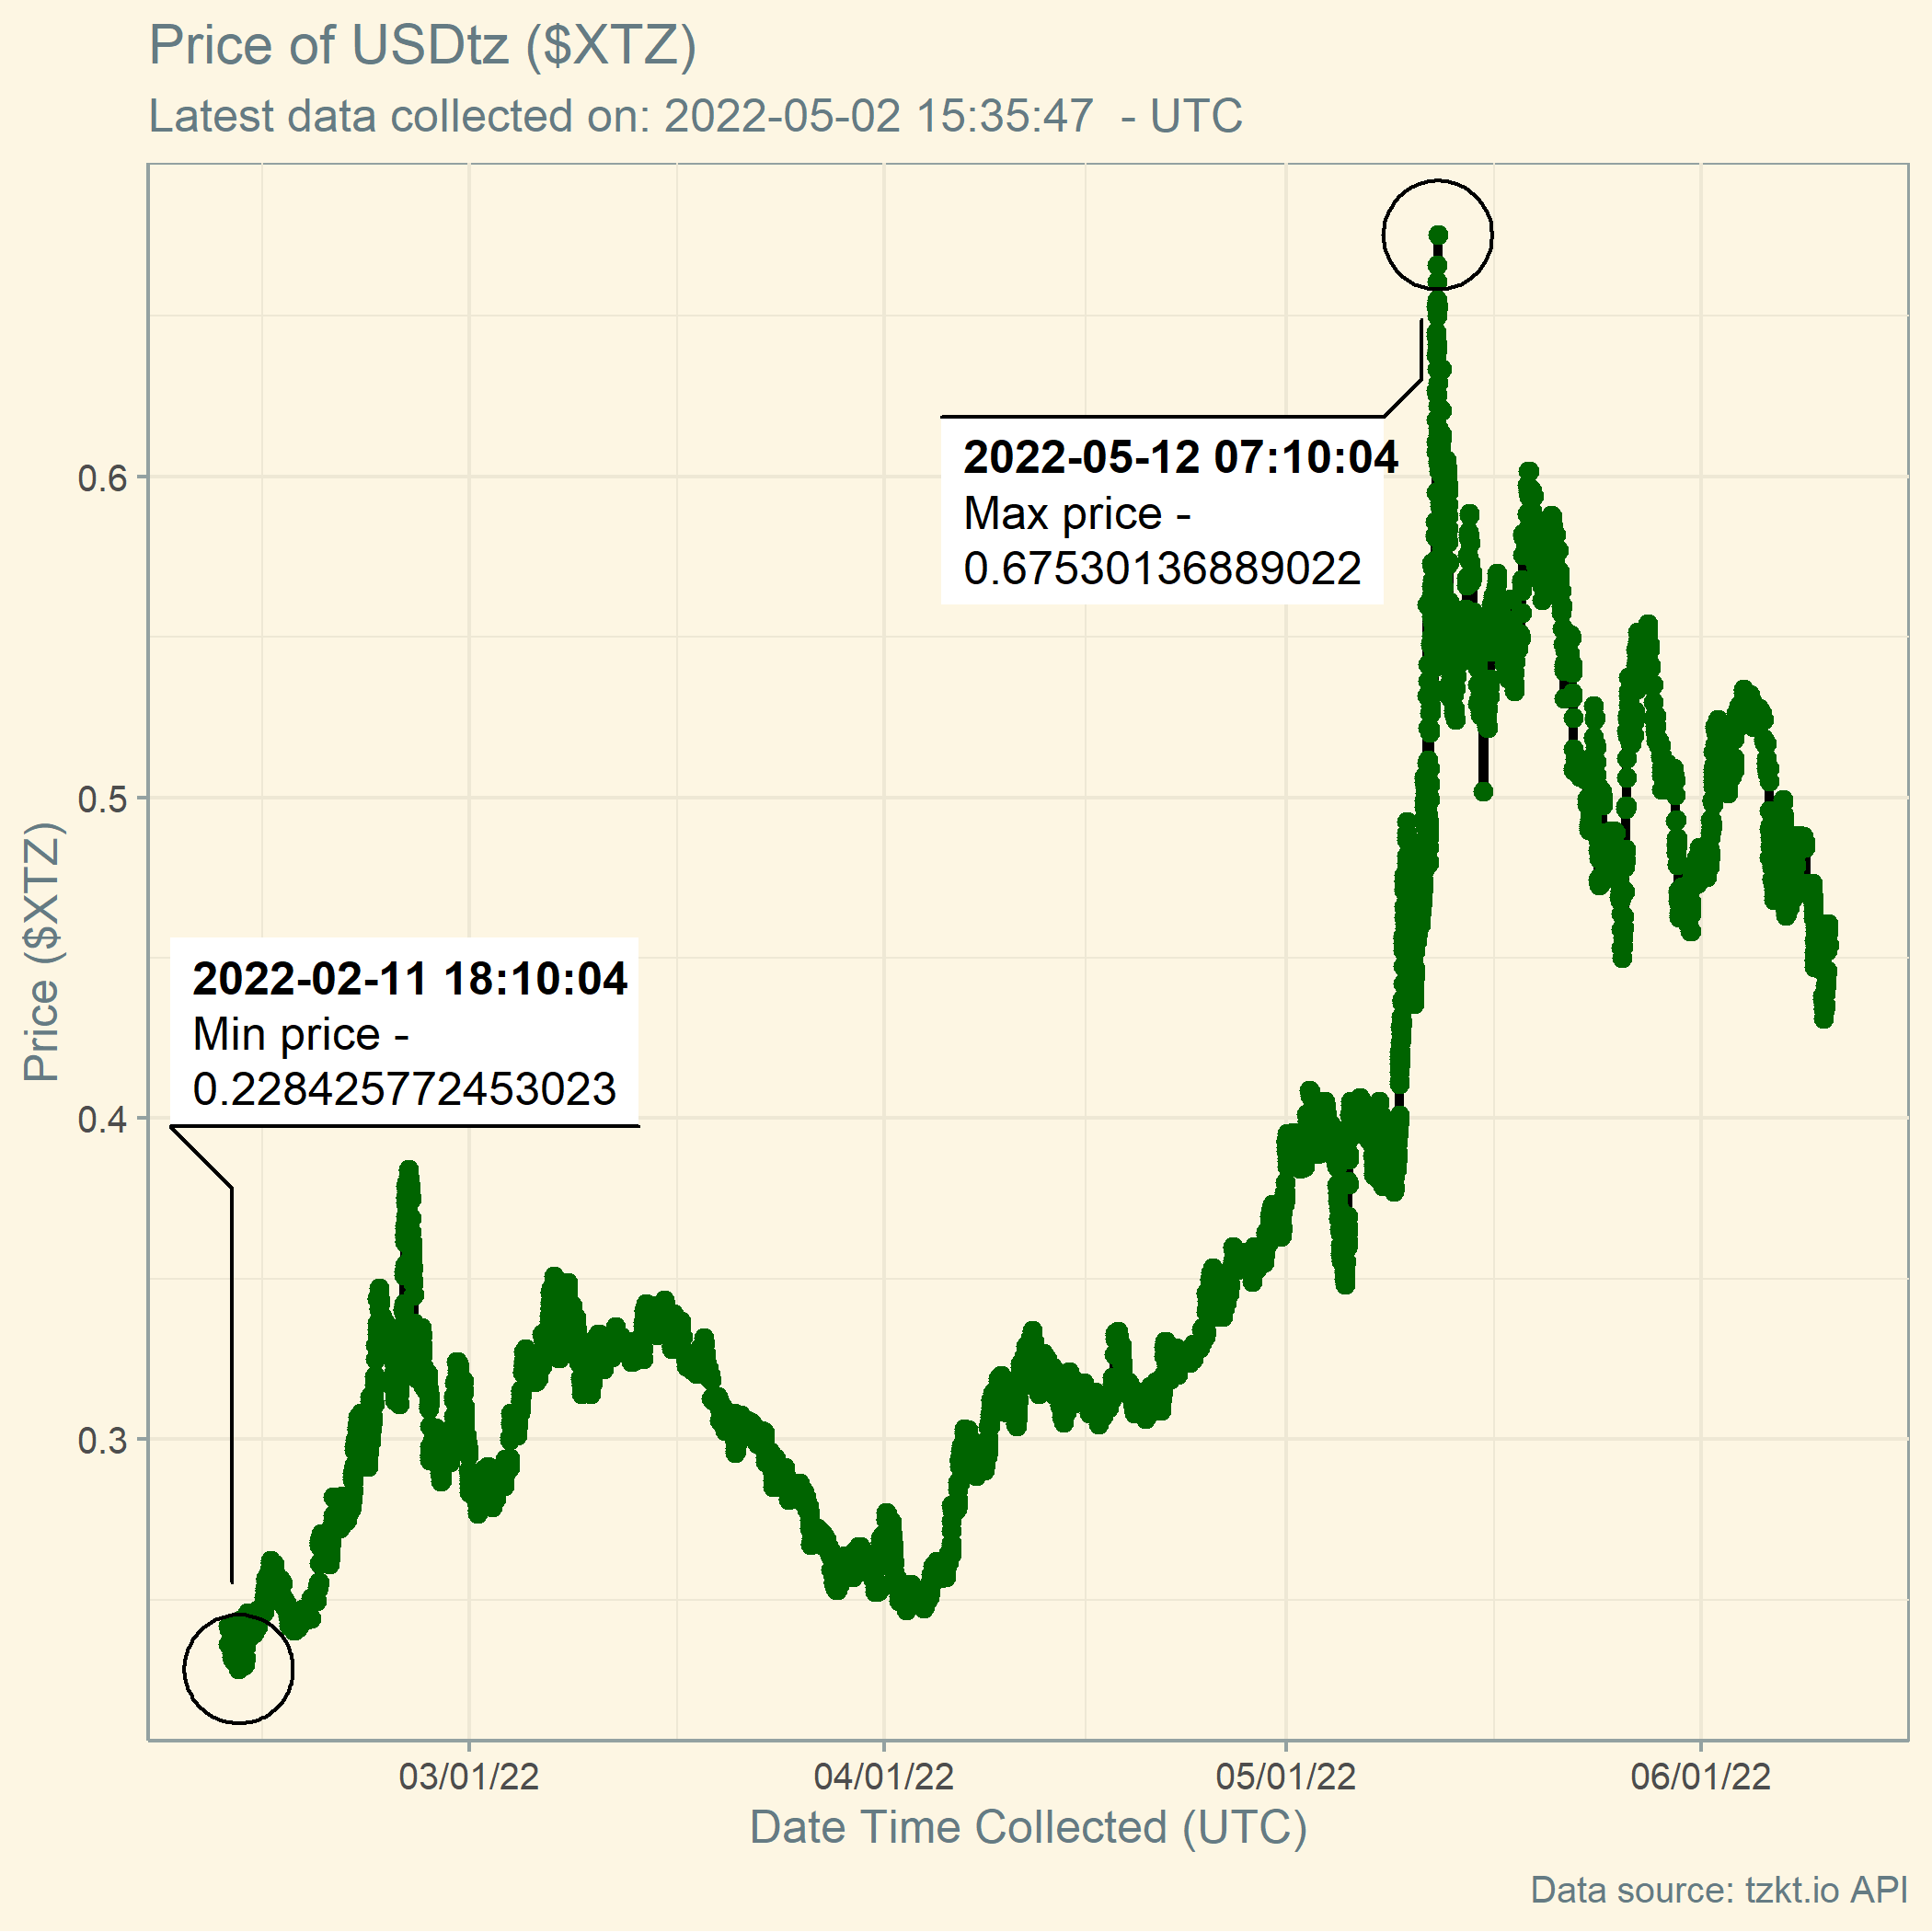 Price of USDtz ($XTZ)
Latest data collected on: 2022-05-02 15:35:47  - UTC
Price ($XTZ)
0.6
0.5
0.4
0.3
2022-05-12 07:10:04
Max price -
0.67530136889022
2022-02-11 18:10:04
Min price -
0.228425772453023
03/01/22
04/01/22
05/01/22
06/01/22
Date Time Collected (UTC)
Data source: tzkt.io API